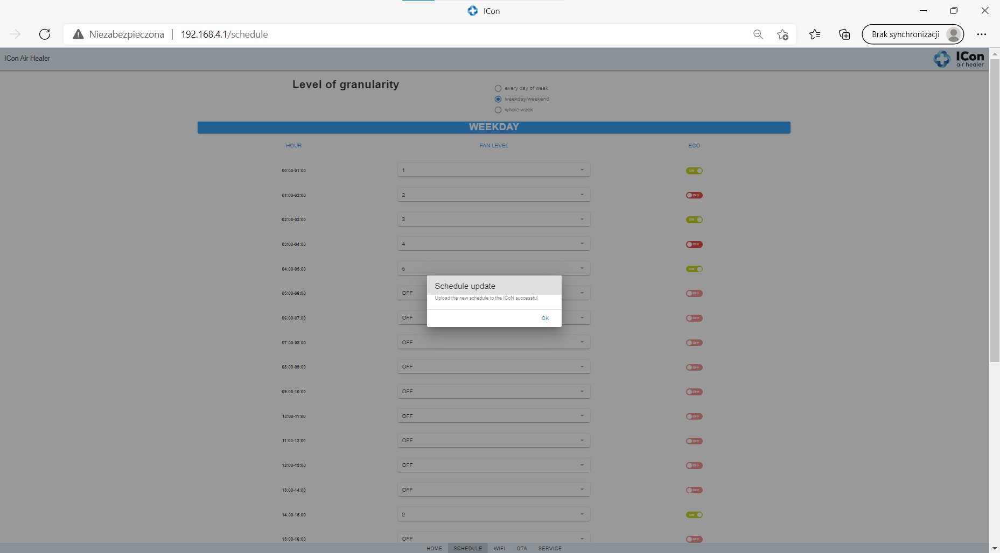 ICon
Niezabezpieczona | 192.168.4.1/schedule
Brak synchronizacji
ICon Air Healer
ICon
air healer
Level of granularity
every day of week
weekday/weekend
whole week
WEEKDAY
HOUR FAN LEVEL ECO
00:00-01:00 1 ON
01:00-02:00 2 OFF
02:00-03:00 3 ON
03:00-04:00 4 OFF
04:00-05:00 5 ON
Schedule update
05:00-06:00 OFF OFF
Upload the new schedule to the ICoN successful
06:00-07:00 OFF OK OFF
07:00-08:00 OFF OFF
08:00-09:00 OFF OFF
09:00-10:00 OFF OFF
10:00-11:00 OFF OFF
11:00-12:00 OFF OFF
12:00-13:00 OFF OFF
13:00-14:00 OFF OFF
14:00-15:00 2 ON
15:00-16:00 OFF OFF
HOME SCHEDULE WIFI OTA SERVICE